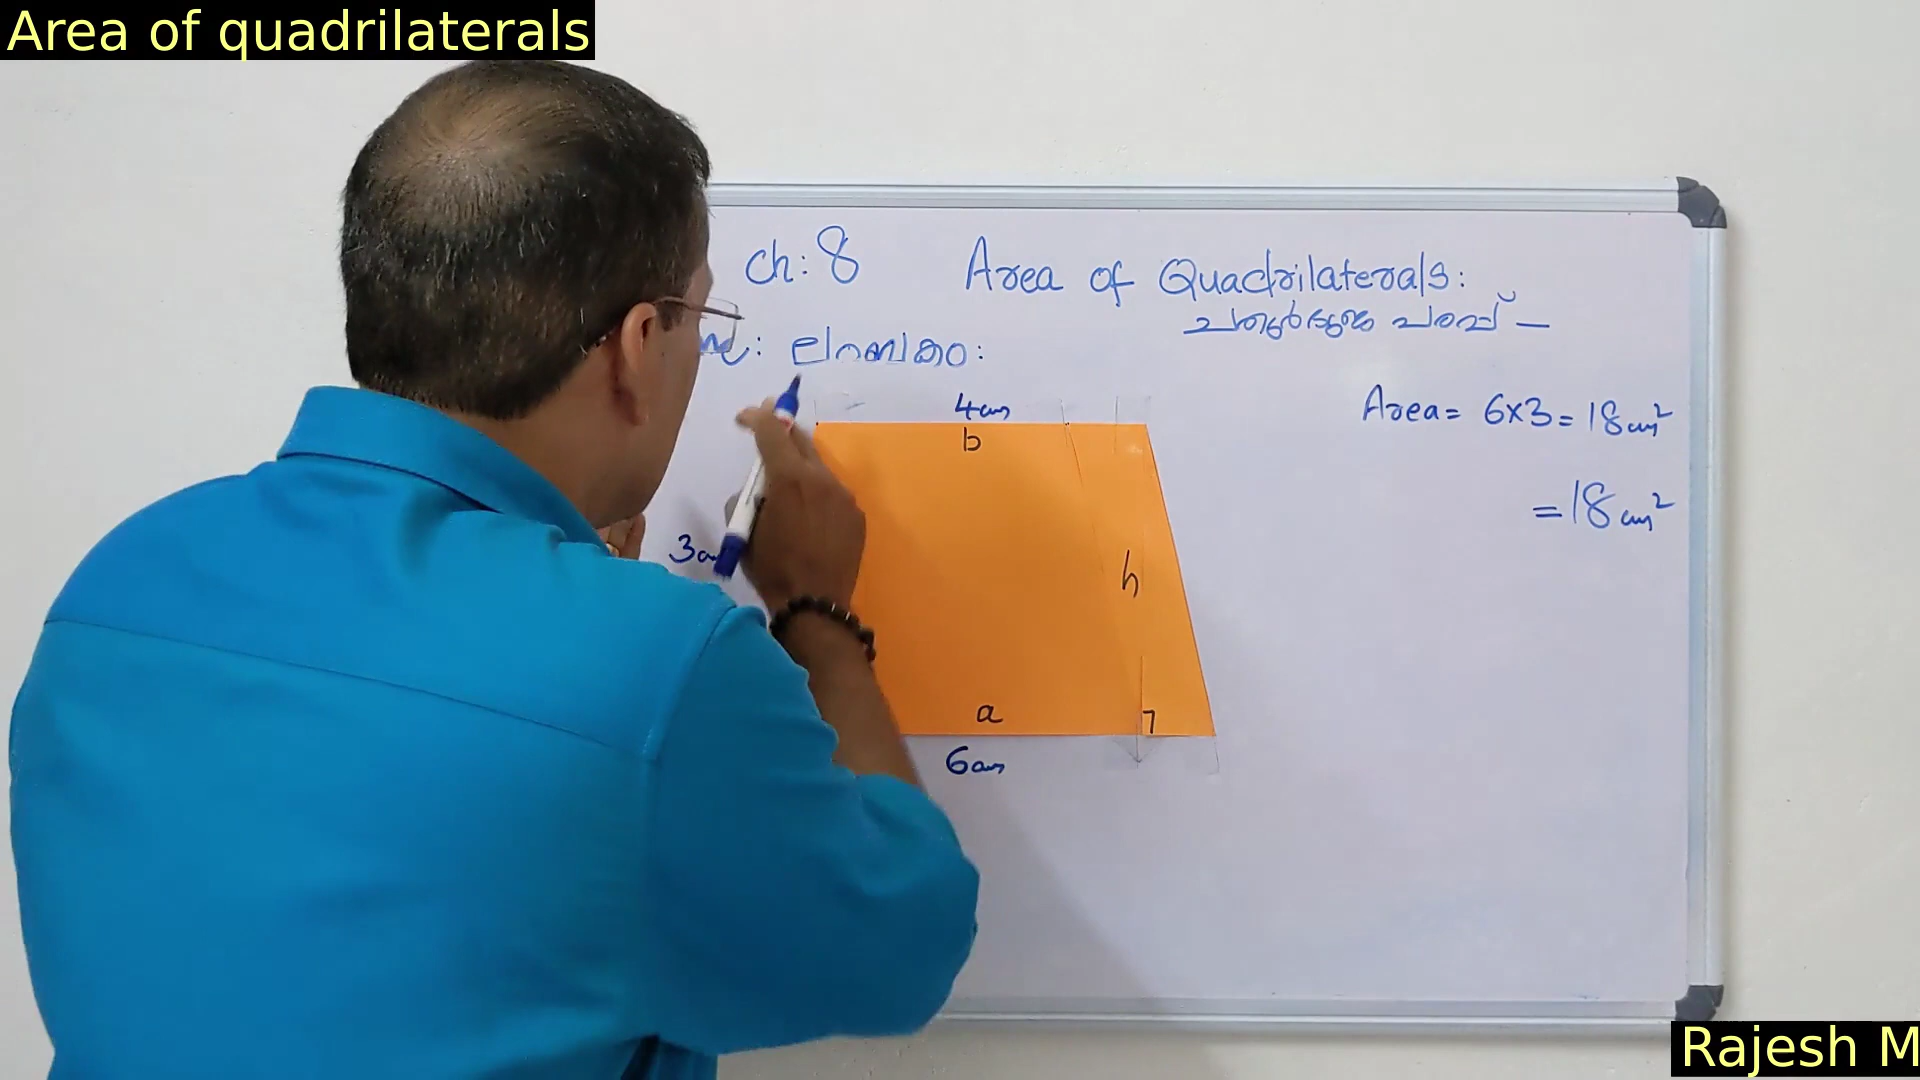 Area of quadrilaterals
Ch: 8 Area of Quadrilaterals:
ചതുർഭുജ പരപ്പ് –
: ലംബകം:
4cm
b
Area = 6x3 = 18cm²
= 18cm²
3cm
h
a
6cm
Rajesh M